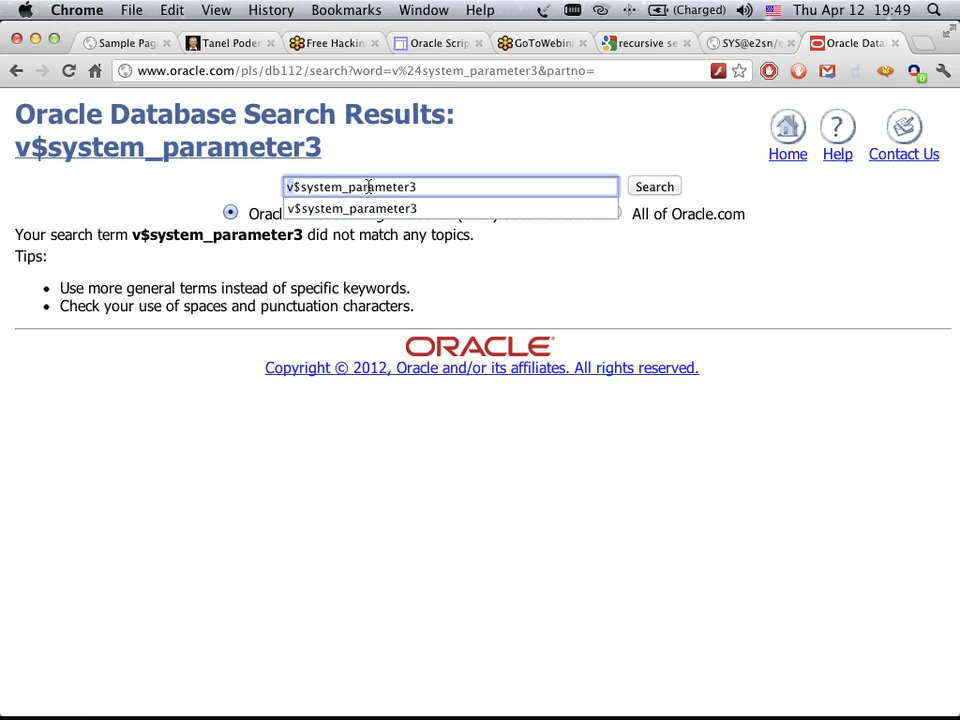 Chrome File Edit View History Bookmarks Window Help (Charged) Thu Apr 12 19:49
Sample Pag Tanel Poder Free Hackin Oracle Scrip GoToWebin recursive se SYS@e2sn/e Oracle Data
www.oracle.com/pls/db112/search?word=v%24system_parameter3&partno=
Oracle Database Search Results:
v$system_parameter3
Home Help Contact Us
v$system_parameter3 Search
v$system_parameter3
Oracl All of Oracle.com
Your search term v$system_parameter3 did not match any topics.
Tips:
• Use more general terms instead of specific keywords.
• Check your use of spaces and punctuation characters.
ORACLE®
Copyright © 2012, Oracle and/or its affiliates. All rights reserved.